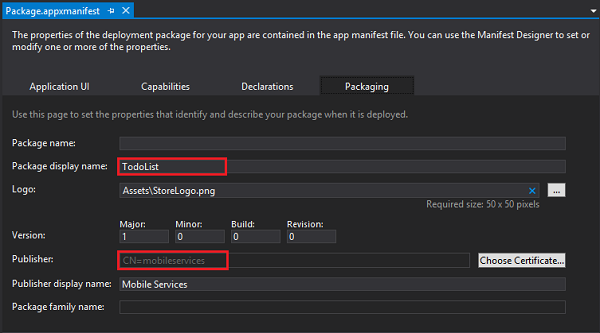 Package.appxmanifest
The properties of the deployment package for your app are contained in the app manifest file. You can use the Manifest Designer to set or
modify one or more of the properties.
Application UI Capabilities Declarations Packaging
Use this page to set the properties that identify and describe your package when it is deployed.
Package name:
Package display name: TodoList
Logo: Assets\StoreLogo.png ...
Required size: 50 x 50 pixels
Major: Minor: Build: Revision:
Version: 1 0 0 0
Publisher: CN=mobileservices Choose Certificate...
Publisher display name: Mobile Services
Package family name: